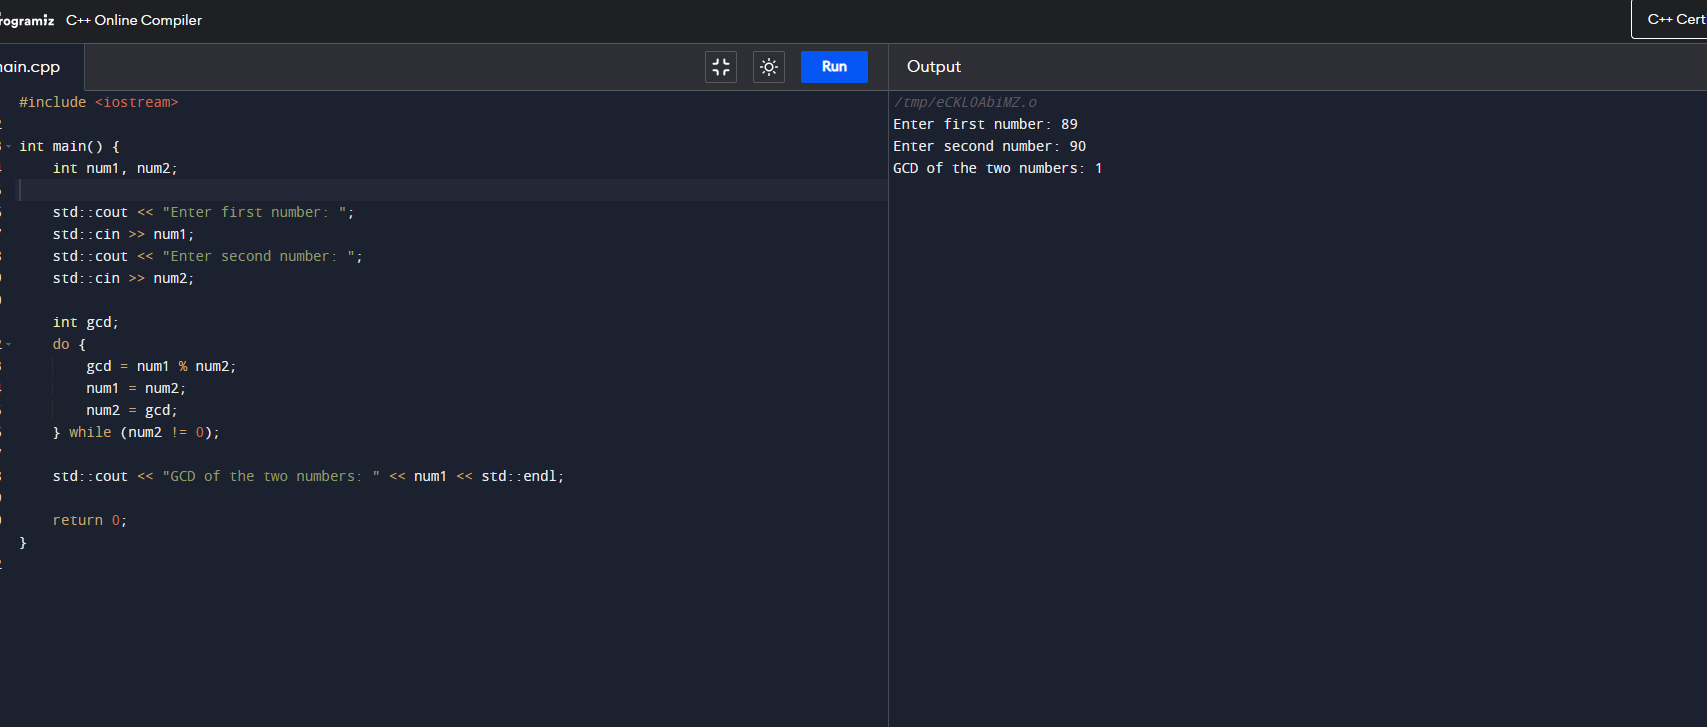 rogramiz C++ Online Compiler
C++ Cert
ain.cpp
Run
Output
#include <iostream>
int main() {
    int num1, num2;
    std::cout << "Enter first number: ";
    std::cin >> num1;
    std::cout << "Enter second number: ";
    std::cin >> num2;
    int gcd;
    do {
        gcd = num1 % num2;
        num1 = num2;
        num2 = gcd;
    } while (num2 != 0);
    std::cout << "GCD of the two numbers: " << num1 << std::endl;
    return 0;
}
/tmp/eCKLOAbiMZ.o
Enter first number: 89
Enter second number: 90
GCD of the two numbers: 1